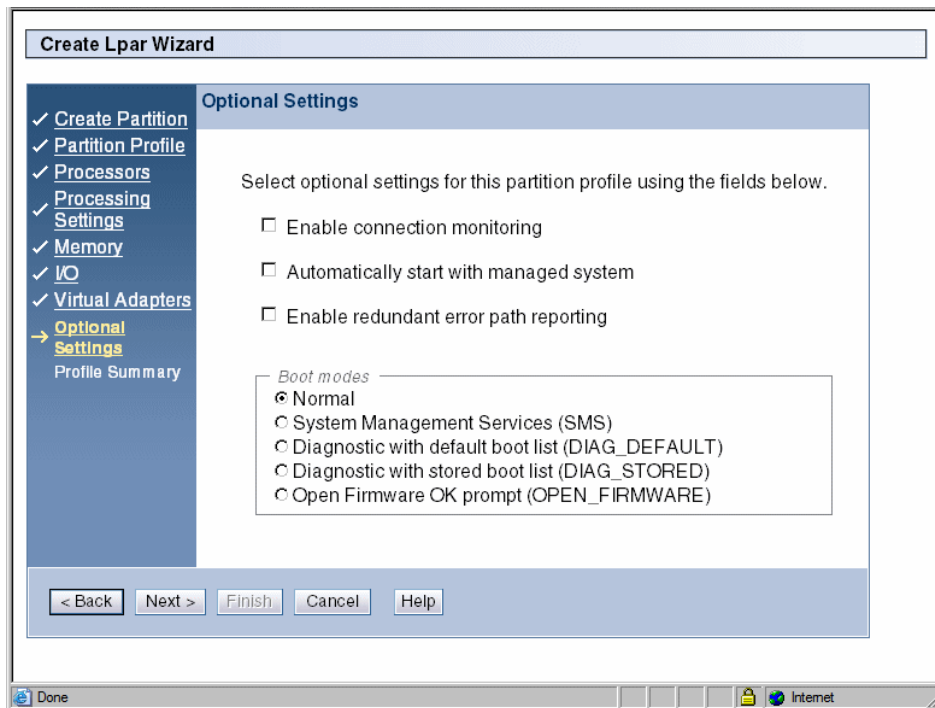 Create Lpar Wizard
Create Partition
Partition Profile
Processors
Processing
Settings
Memory
I/O
Virtual Adapters
Optional
Settings
Profile Summary
Optional Settings
Select optional settings for this partition profile using the fields below.
Enable connection monitoring
Automatically start with managed system
Enable redundant error path reporting
Boot modes
Normal
System Management Services (SMS)
Diagnostic with default boot list (DIAG_DEFAULT)
Diagnostic with stored boot list (DIAG_STORED)
Open Firmware OK prompt (OPEN_FIRMWARE)
< Back
Next >
Finish
Cancel
Help
Done
Internet